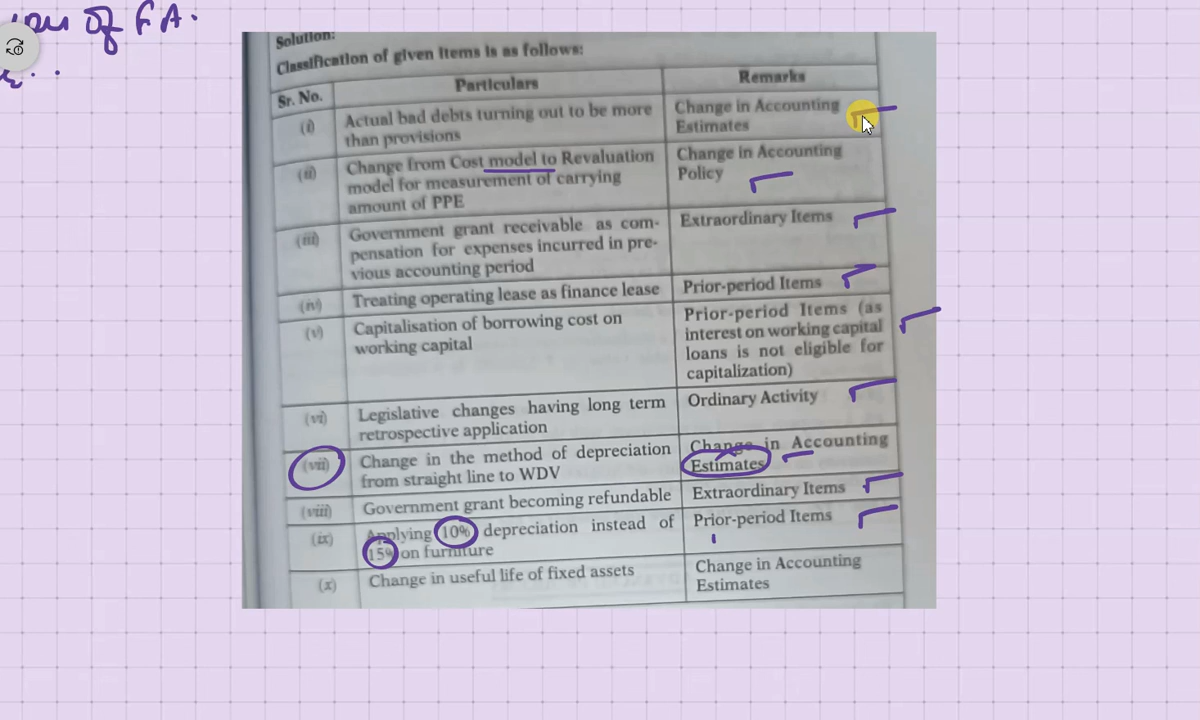 of FA.
Solution:
Classification of given items is as follows:
Sr. No. Particulars Remarks
(i) Actual bad debts turning out to be more Change in Accounting
than provisions Estimates
(ii) Change from Cost model to Revaluation Change in Accounting
model for measurement of carrying Policy
amount of PPE
(iii) Government grant receivable as com- Extraordinary Items
pensation for expenses incurred in pre-
vious accounting period
(iv) Treating operating lease as finance lease Prior-period Items
(v) Capitalisation of borrowing cost on Prior-period Items (as
working capital interest on working capital
loans is not eligible for
capitalization)
(vi) Legislative changes having long term Ordinary Activity
retrospective application
(vii) Change in the method of depreciation Change in Accounting
from straight line to WDV Estimates
(viii) Government grant becoming refundable Extraordinary Items
(ix) Applying 10% depreciation instead of Prior-period Items
15% on furniture
(x) Change in useful life of fixed assets Change in Accounting
Estimates